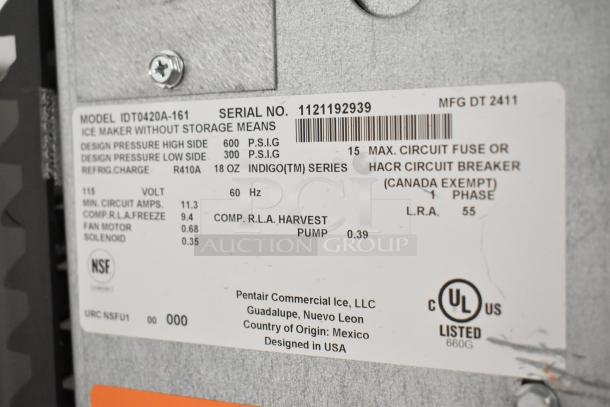 MODEL IDT0420A-161 SERIAL NO. 1121192939 MFG DT 2411
ICE MAKER WITHOUT STORAGE MEANS
DESIGN PRESSURE HIGH SIDE 600 P.S.I.G 15 MAX. CIRCUIT FUSE OR
DESIGN PRESSURE LOW SIDE 300 P.S.I.G HACR CIRCUIT BREAKER
REFRIG.CHARGE R410A 18 OZ INDIGO(TM) SERIES (CANADA EXEMPT)
115 VOLT 60 Hz 1 PHASE
MIN. CIRCUIT AMPS. 11.3 L.R.A. 55
COMP.R.L.A.FREEZE 9.4 COMP. R.L.A. HARVEST
FAN MOTOR 0.68 PUMP 0.39
SOLENOID 0.35
PCI
AUCTION GROUP
NSF
Pentair Commercial Ice, LLC
Guadalupe, Nuevo Leon
Country of Origin: Mexico
Designed in USA
C UL US
LISTED
660G
URC NSFU1 00 000